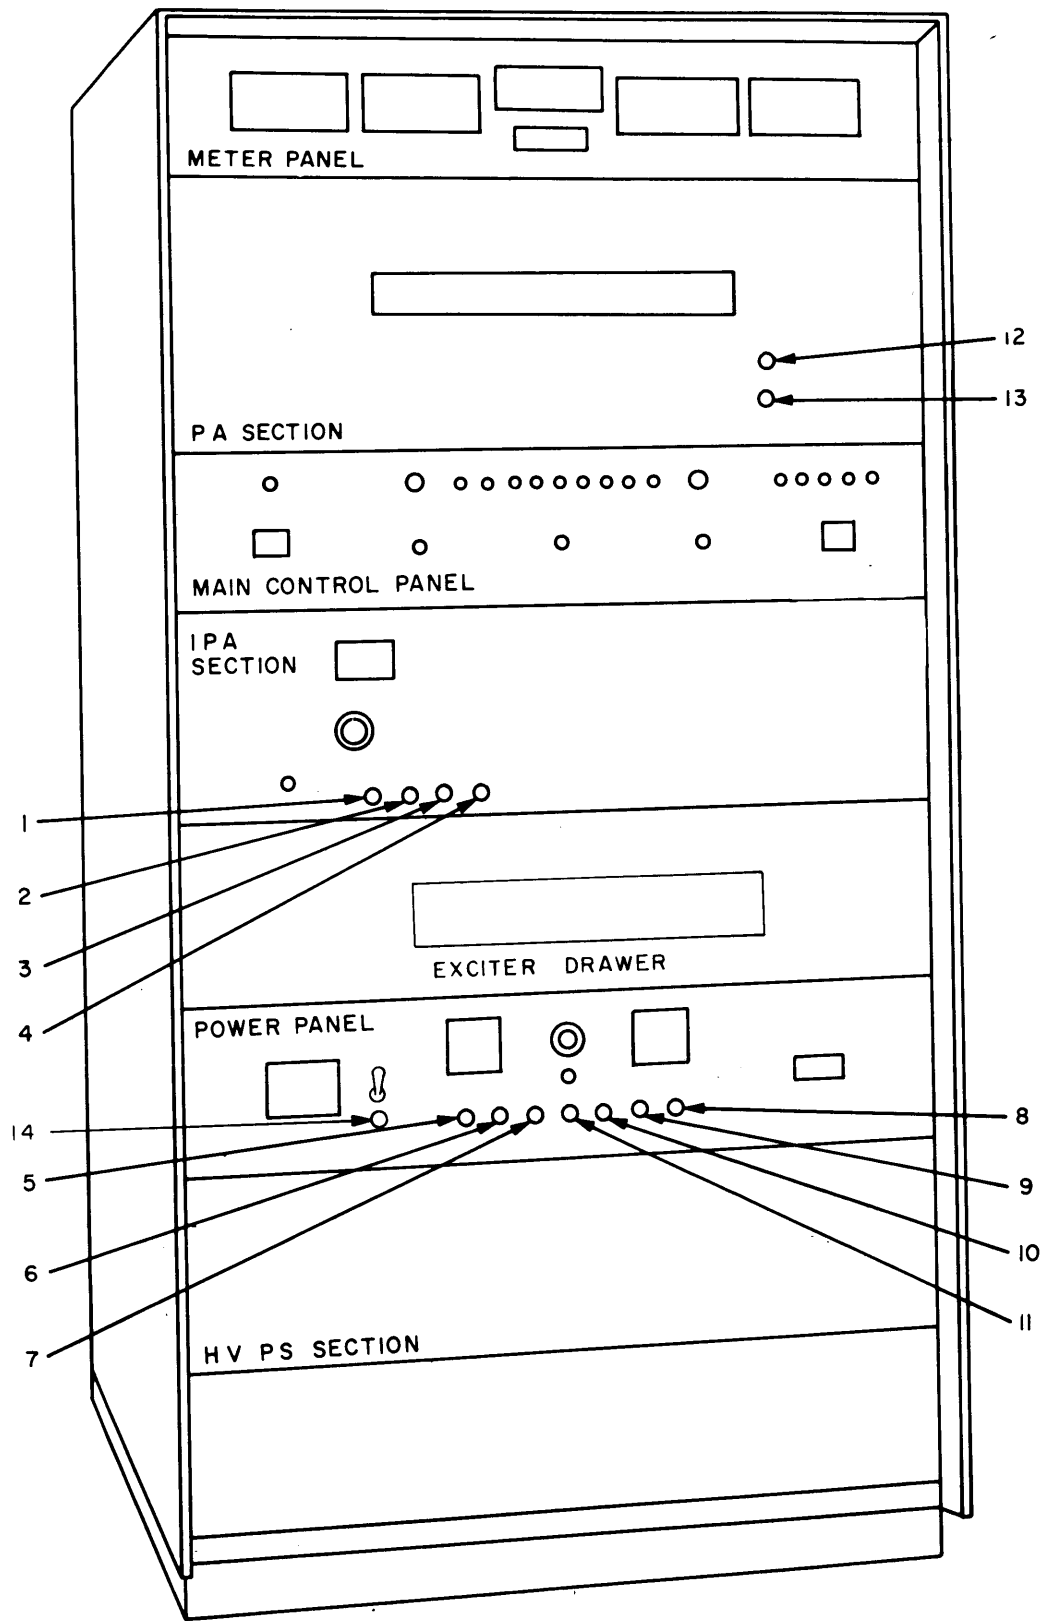 METER PANEL
12
13
PA SECTION
MAIN CONTROL PANEL
IPA
SECTION
1
2
3
4
EXCITER DRAWER
POWER PANEL
14
5
6
7
8
9
10
11
HV PS SECTION